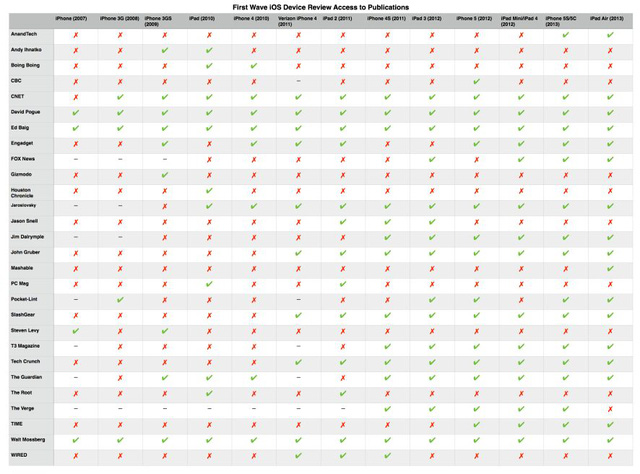 First Wave iOS Device Review Access to Publications
iPhone (2007) iPhone 3G (2008) iPhone 3GS (2009) iPad (2010) iPhone 4 (2010) Verizon iPhone 4 (2011) iPad 2 (2011) iPhone 4S (2011) iPad 3 (2012) iPhone 5 (2012) iPad Mini/iPad 4 (2012) iPhone 5S/5C (2013) iPad Air (2013)
AnandTech
Andy Ihnatko
Boing Boing
CBC
CNET
David Pogue
Ed Baig
Engadget
FOX News
Gizmodo
Houston
Chronicle
Jaroslovsky
Jason Snell
Jim Dalrymple
John Gruber
Mashable
PC Mag
Pocket-Lint
SlashGear
Steven Levy
T3 Magazine
Tech Crunch
The Guardian
The Root
The Verge
TIME
Walt Mossberg
WIRED